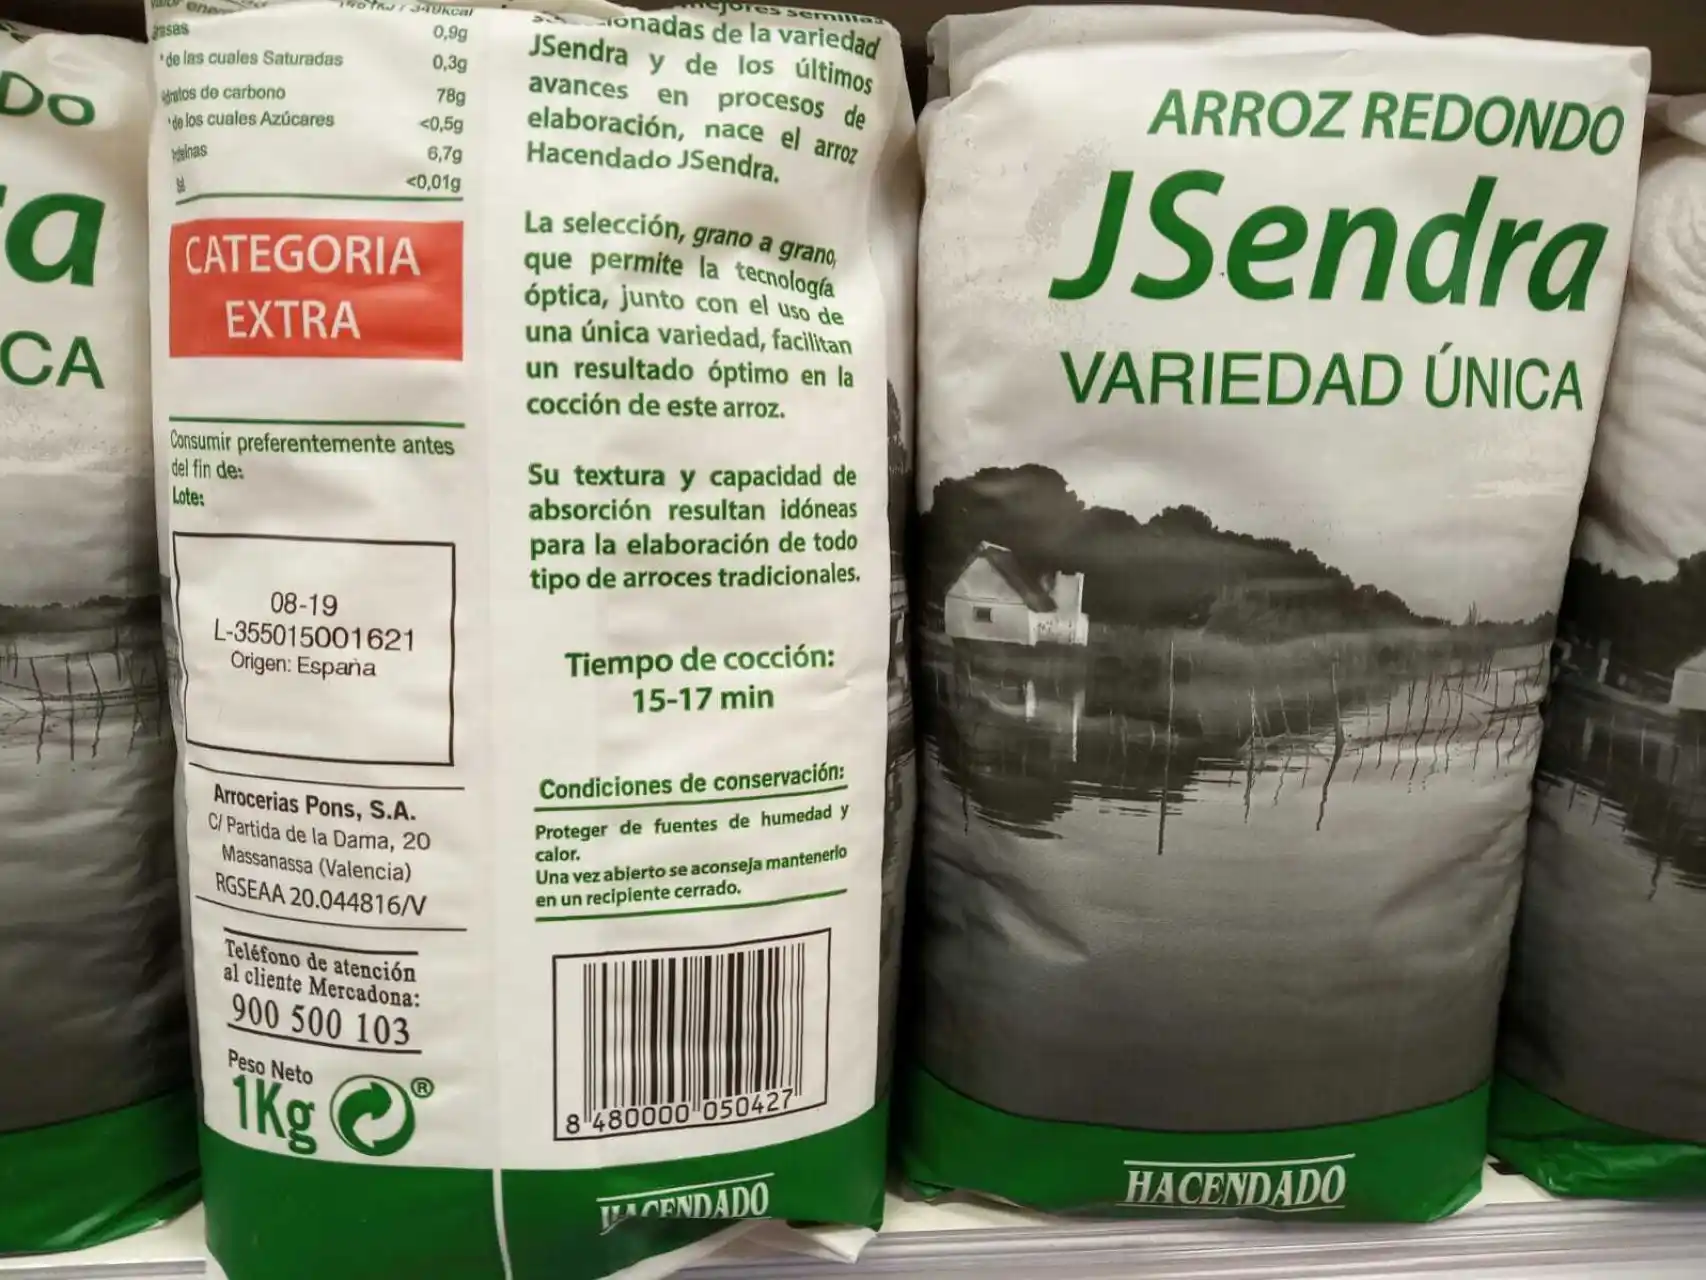 DO
ra
CA
grasas 0,9g
*de las cuales Saturadas 0,3g
Hidratos de carbono 78g
*de los cuales Azúcares <0,5g
Proteínas 6,7g
Sal <0,01g
CATEGORIA
EXTRA
Consumir preferentemente antes
del fin de:
Lote:
08-19
L-355015001621
Origen: España
Arrocerias Pons, S.A.
C/ Partida de la Dama, 20
Massanassa (Valencia)
RGSEAA 20.044816/V
Teléfono de atención
al cliente Mercadona:
900 500 103
Peso Neto
1Kg ®
mejores semillas
seleccionadas de la variedad
JSendra y de los últimos
avances en procesos de
elaboración, nace el arroz
Hacendado JSendra.
La selección, grano a grano,
que permite la tecnología
óptica, junto con el uso de
una única variedad, facilitan
un resultado óptimo en la
cocción de este arroz.
Su textura y capacidad de
absorción resultan idóneas
para la elaboración de todo
tipo de arroces tradicionales.
Tiempo de cocción:
15-17 min
Condiciones de conservación:
Proteger de fuentes de humedad y
calor.
Una vez abierto se aconseja mantenerlo
en un recipiente cerrado.
8 480000 050427
HACENDADO
ARROZ REDONDO
JSendra
VARIEDAD ÚNICA
HACENDADO